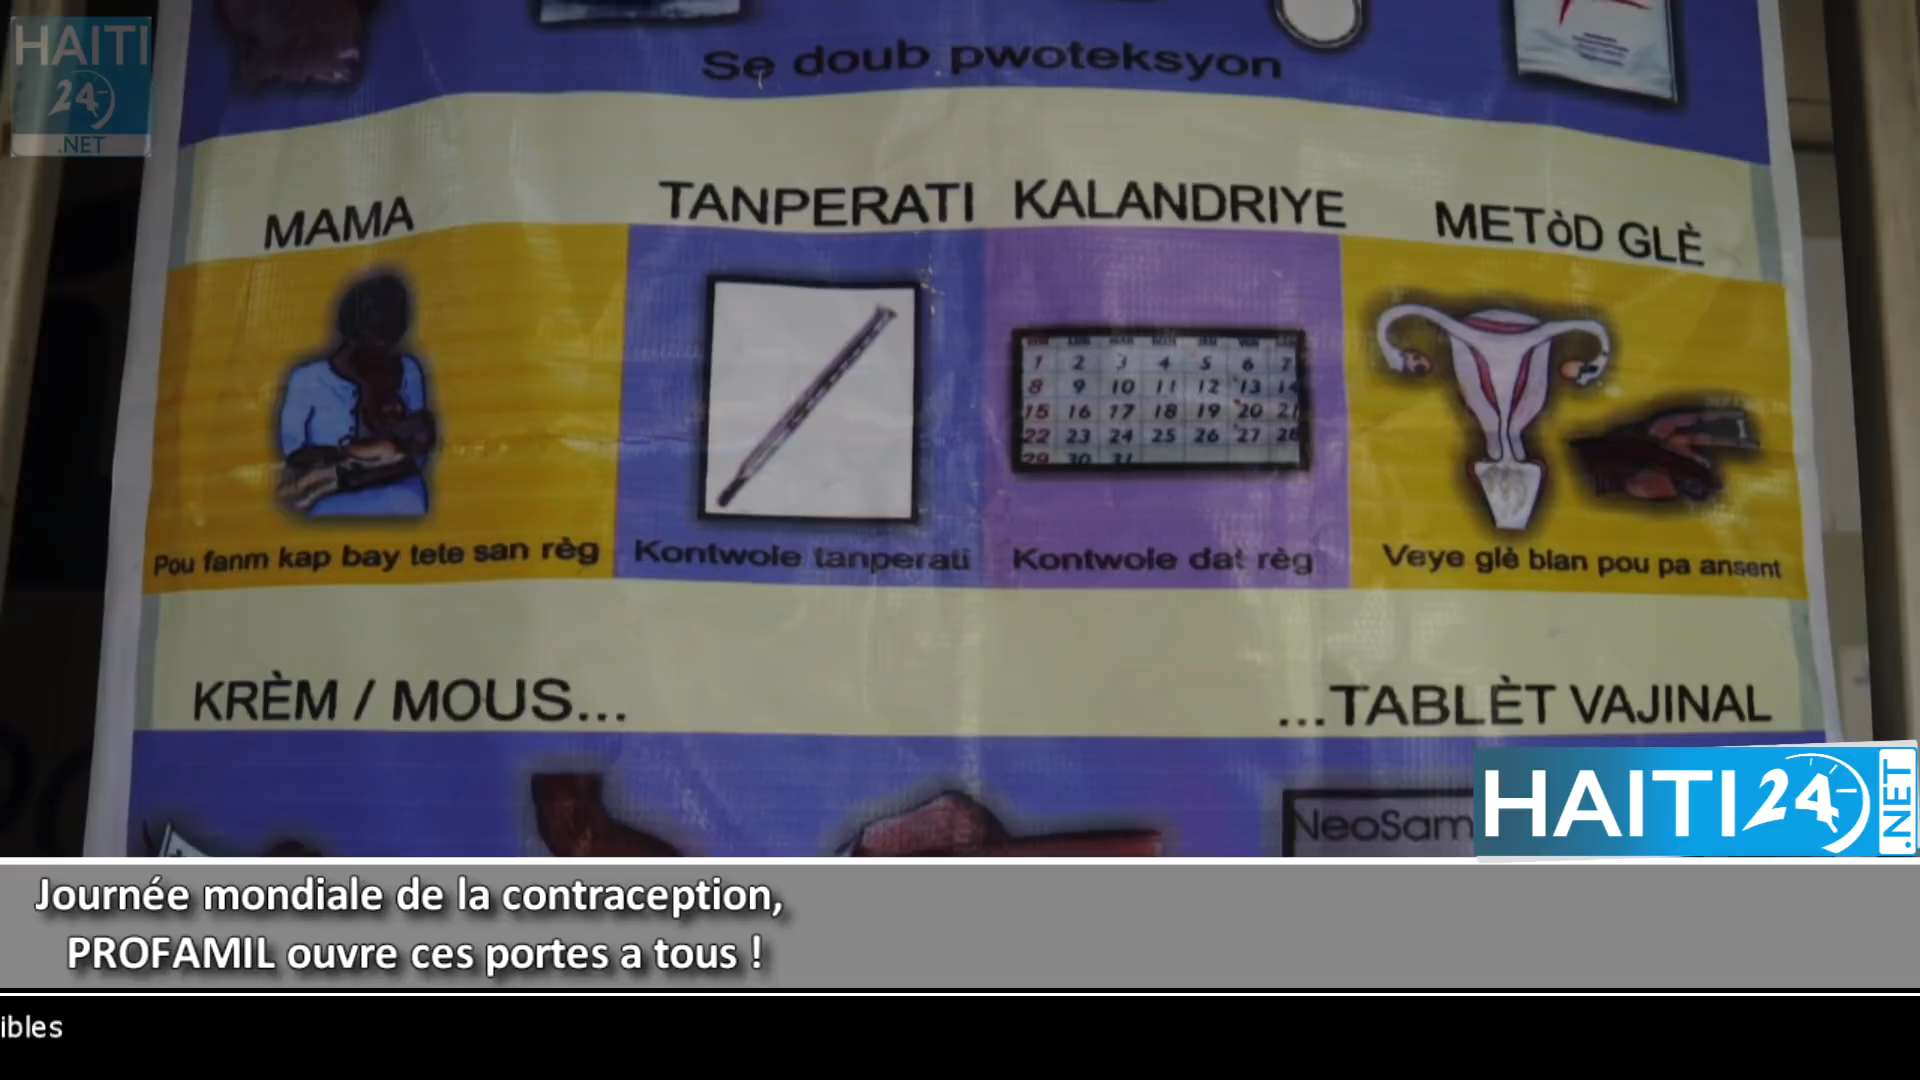 HAITI
24
.NET
Se doub pwoteksyon
MAMA
TANPERATI
KALANDRIYE
METòD GLÈ
1 2 3 4 5 6 7
8 9 10 11 12 13 14
15 16 17 18 19 20 21
22 23 24 25 26 27 28
29 30 31
Pou fanm kap bay tete san règ
Kontwole tanperati
Kontwole dat règ
Veye glè blan pou pa ansent
KRÈM / MOUS...
...TABLÈT VAJINAL
NeoSam
HAITI24.NET
Journée mondiale de la contraception,
PROFAMIL ouvre ces portes a tous !
ibles